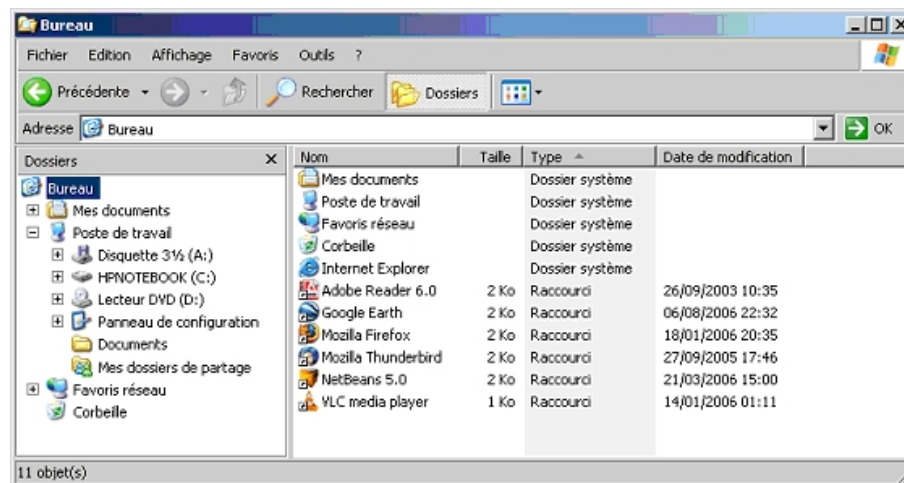 Bureau
Fichier Edition Affichage Favoris Outils ?
Précédente Rechercher Dossiers
Adresse Bureau OK
Dossiers x
Bureau
Mes documents
Poste de travail
Disquette 3½ (A:)
HPNOTEBOOK (C:)
Lecteur DVD (D:)
Panneau de configuration
Documents
Mes dossiers de partage
Favoris réseau
Corbeille
Nom Taille Type Date de modification
Mes documents Dossier système
Poste de travail Dossier système
Favoris réseau Dossier système
Corbeille Dossier système
Internet Explorer Dossier système
Adobe Reader 6.0 2 Ko Raccourci 26/09/2003 10:35
Google Earth 2 Ko Raccourci 06/08/2006 22:32
Mozilla Firefox 2 Ko Raccourci 18/01/2006 20:35
Mozilla Thunderbird 2 Ko Raccourci 27/09/2005 17:46
NetBeans 5.0 2 Ko Raccourci 21/03/2006 15:00
VLC media player 1 Ko Raccourci 14/01/2006 01:11
11 objet(s)